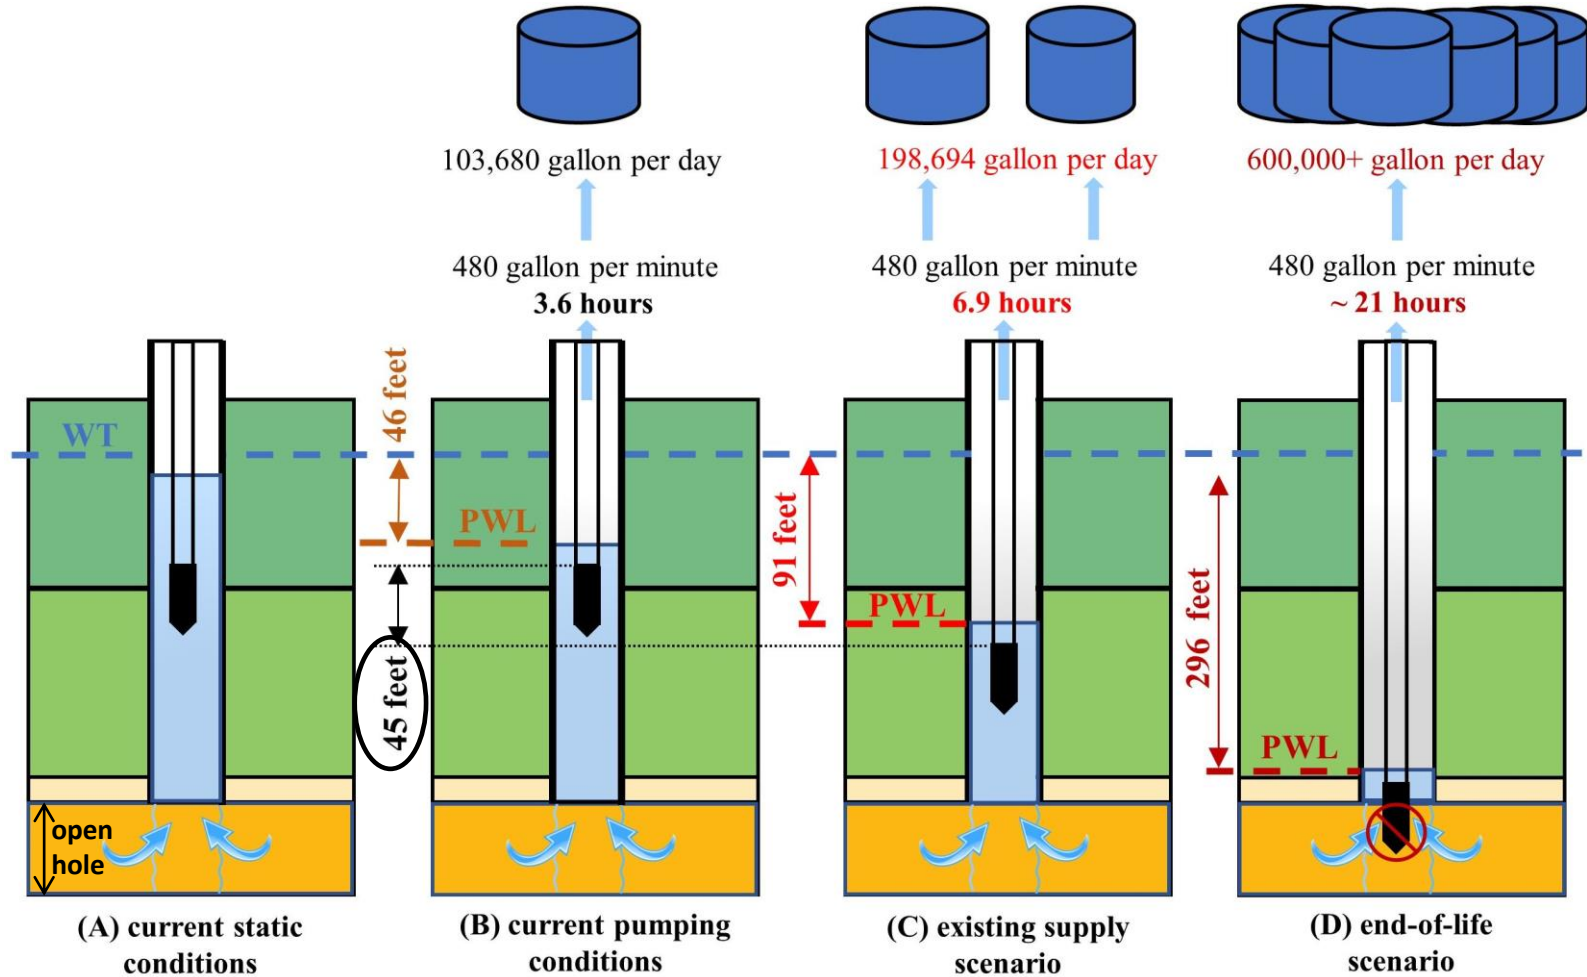 103,680 gallon per day
198,694 gallon per day
600,000+ gallon per day
480 gallon per minute
3.6 hours
480 gallon per minute
6.9 hours
480 gallon per minute
~ 21 hours
WT
46 feet
PWL
45 feet
91 feet
PWL
296 feet
PWL
open
hole
(A) current static
conditions
(B) current pumping
conditions
(C) existing supply
scenario
(D) end-of-life
scenario